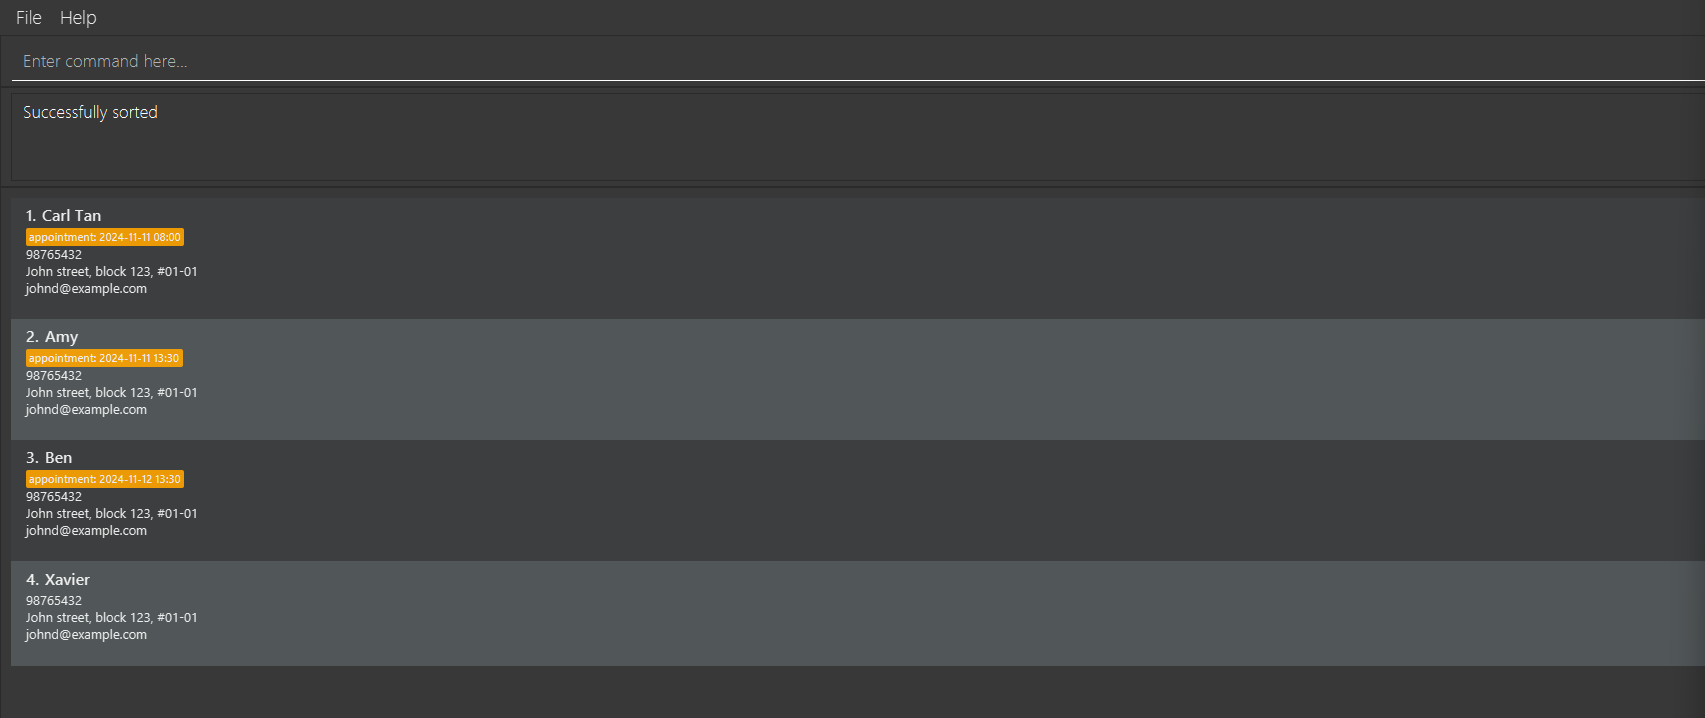 File Help
Enter command here...
Successfully sorted
1. Carl Tan
appointment: 2024-11-11 08:00
98765432
John street, block 123, #01-01
johnd@example.com
2. Amy
appointment: 2024-11-11 13:30
98765432
John street, block 123, #01-01
johnd@example.com
3. Ben
appointment: 2024-11-12 13:30
98765432
John street, block 123, #01-01
johnd@example.com
4. Xavier
98765432
John street, block 123, #01-01
johnd@example.com